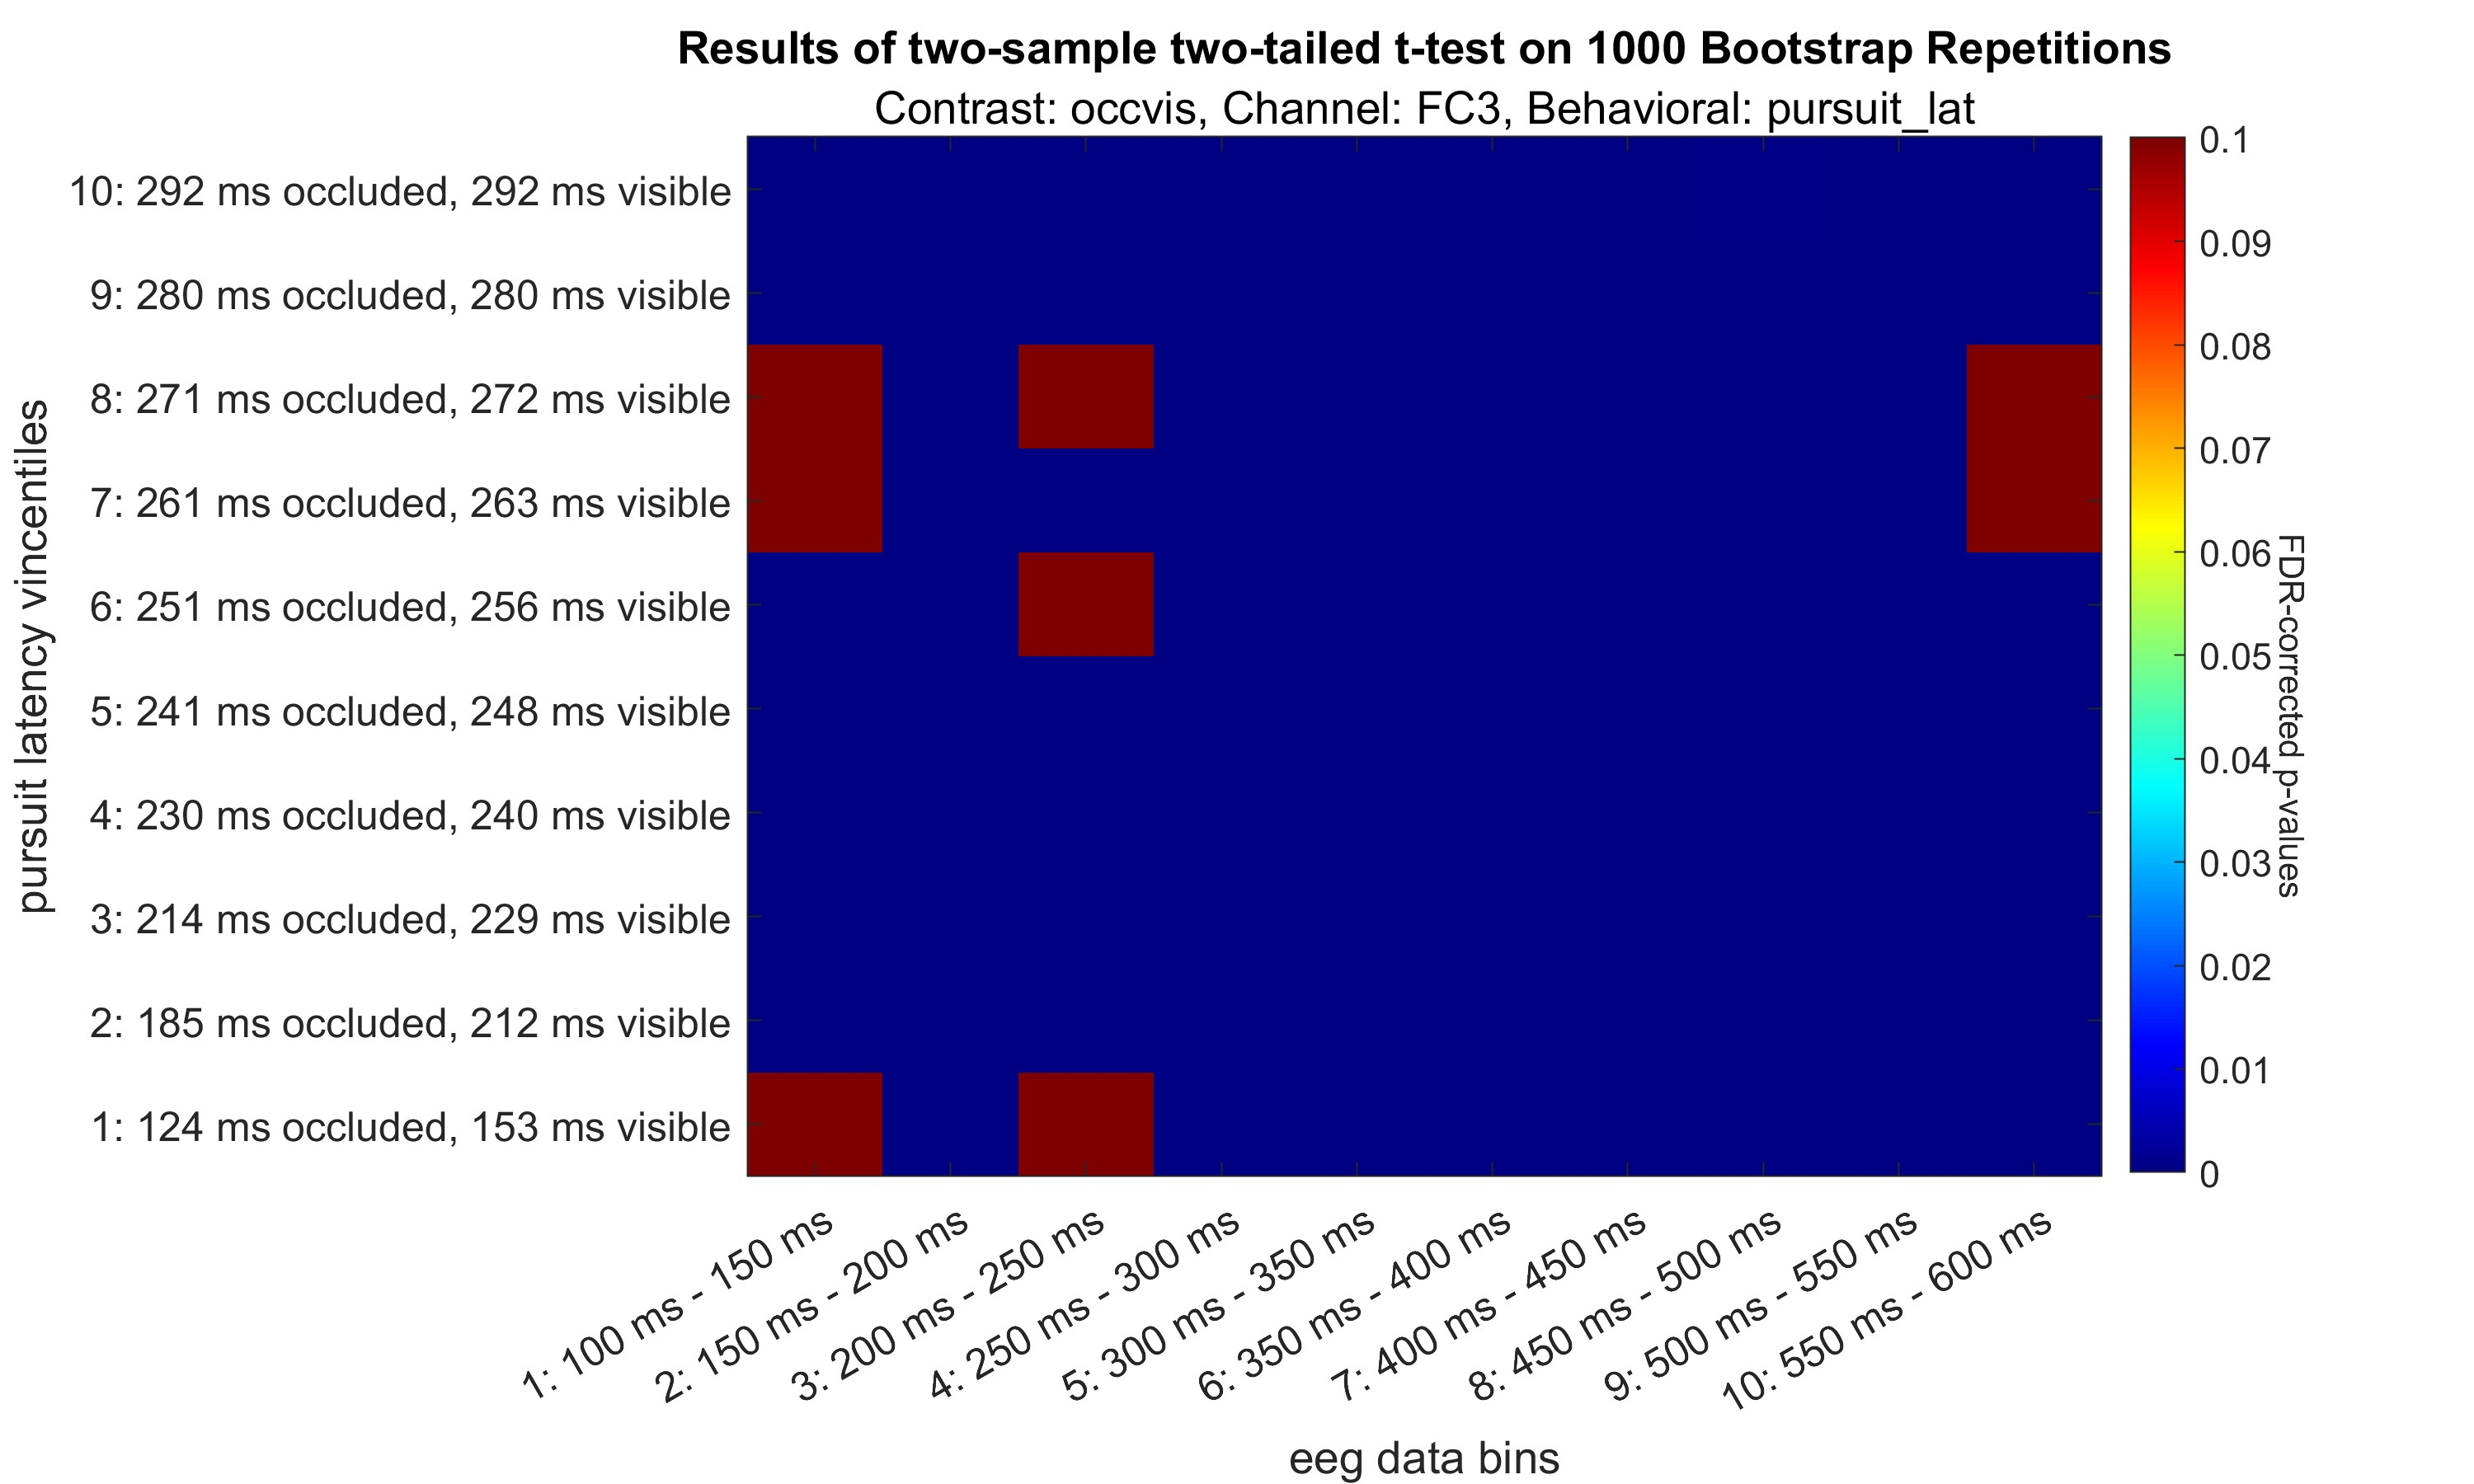 Results of two-sample two-tailed t-test on 1000 Bootstrap Repetitions
Contrast: occvis, Channel: FC3, Behavioral: pursuit_lat
pursuit latency vincentiles
10: 292 ms occluded, 292 ms visible
9: 280 ms occluded, 280 ms visible
8: 271 ms occluded, 272 ms visible
7: 261 ms occluded, 263 ms visible
6: 251 ms occluded, 256 ms visible
5: 241 ms occluded, 248 ms visible
4: 230 ms occluded, 240 ms visible
3: 214 ms occluded, 229 ms visible
2: 185 ms occluded, 212 ms visible
1: 124 ms occluded, 153 ms visible
1: 100 ms - 150 ms
2: 150 ms - 200 ms
3: 200 ms - 250 ms
4: 250 ms - 300 ms
5: 300 ms - 350 ms
6: 350 ms - 400 ms
7: 400 ms - 450 ms
8: 450 ms - 500 ms
9: 500 ms - 550 ms
10: 550 ms - 600 ms
eeg data bins
0.1
0.09
0.08
0.07
0.06
0.05
0.04
0.03
0.02
0.01
0
FDR-corrected p-values